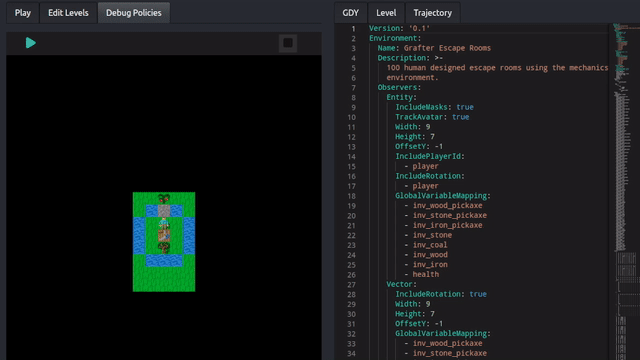 Play Edit Levels Debug Policies
GDY Level Trajectory
1 Version: '0.1'
2 Environment:
3 Name: Grafter Escape Rooms
4 Description: >-
5 100 human designed escape rooms using the mechanics
6 environment.
7 Observers:
8 Entity:
9 IncludeMasks: true
10 TrackAvatar: true
11 Width: 9
12 Height: 7
13 OffsetY: -1
14 IncludePlayerId:
15 - player
16 IncludeRotation:
17 - player
18 GlobalVariableMapping:
19 - inv_wood_pickaxe
20 - inv_stone_pickaxe
21 - inv_iron_pickaxe
22 - inv_stone
23 - inv_coal
24 - inv_wood
25 - inv_iron
26 - health
27 Vector:
28 IncludeRotation: true
29 Width: 9
30 Height: 7
31 OffsetY: -1
32 GlobalVariableMapping:
33 - inv_wood_pickaxe
34 - inv_stone_pickaxe